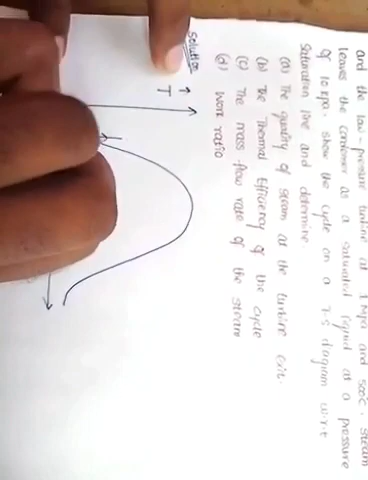 and the low-pressure turbine at 1 Mpa and 500°C. steam
leaves the condenser as a saturated liquid at a pressure
of 10 kpa. show the cycle on a T-S diagram w.r.t
Saturation line and determine
(a) The quality of steam at the turbine exit.
(b) The Thermal Efficiency of the cycle
(c) The mass-flow rate of the steam
(d) Work ratio
Solution
T